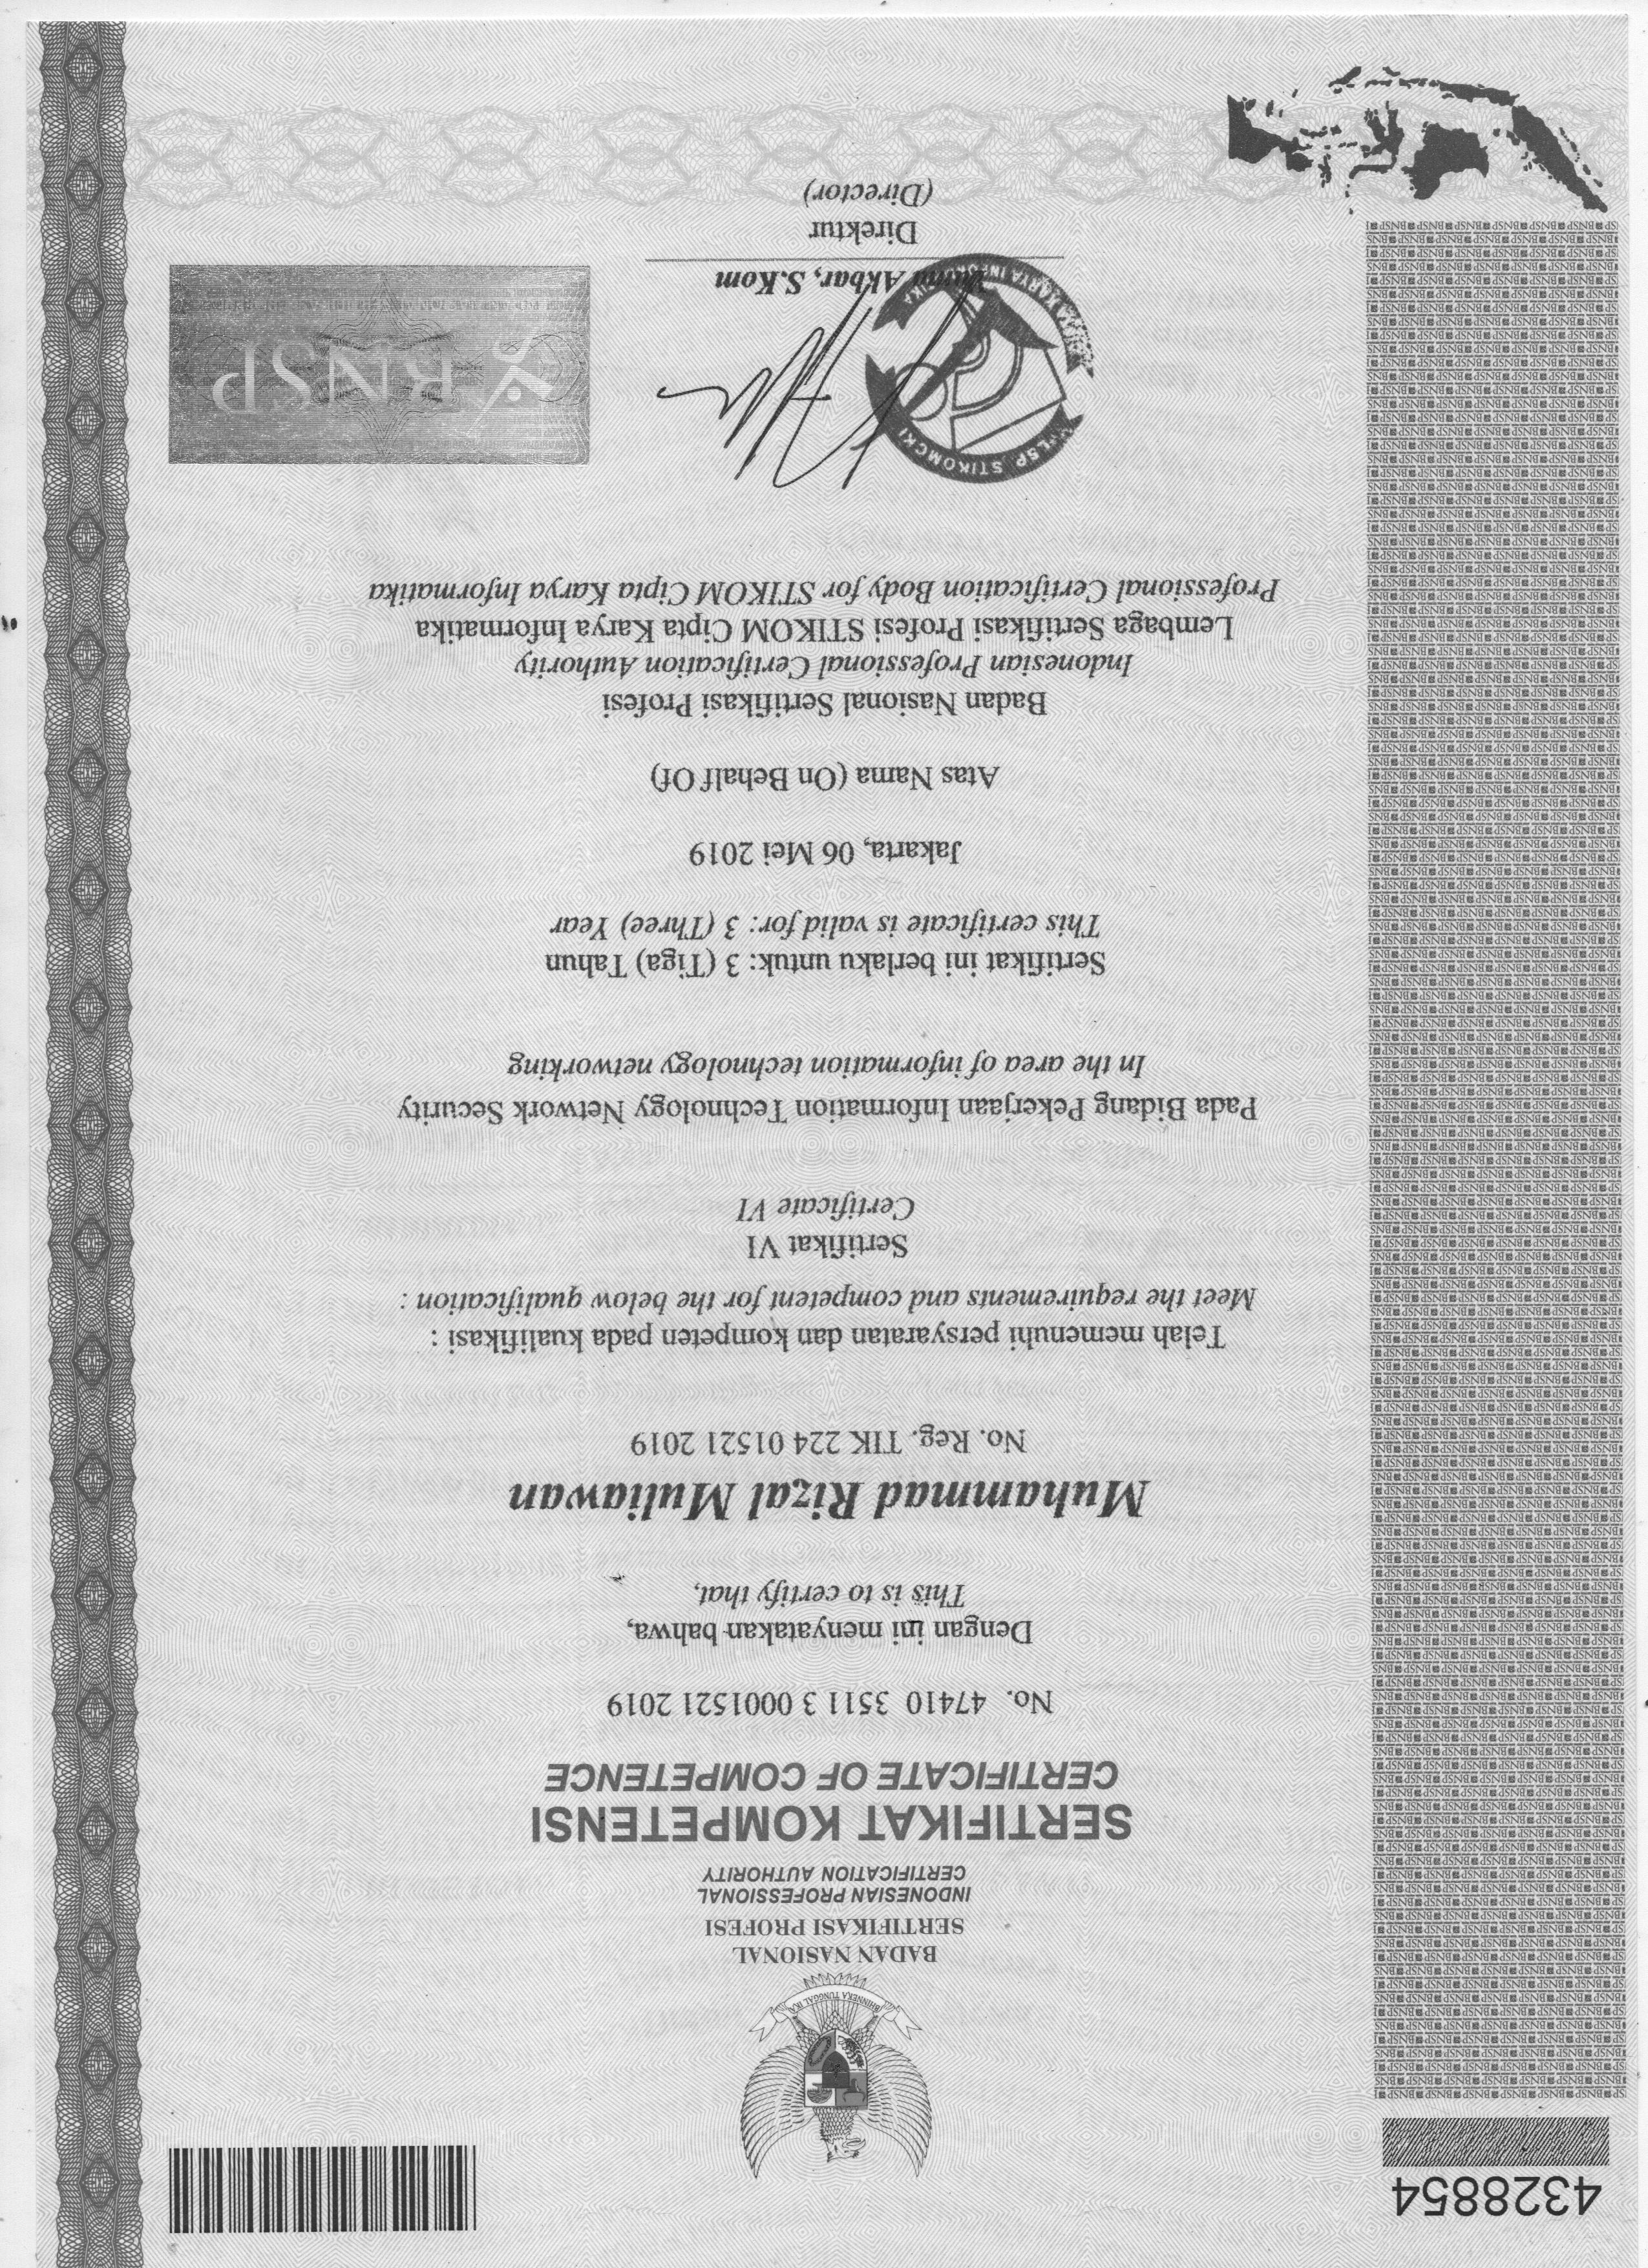 4328854
BHINNEKA TUNGGAL IKA
BADAN NASIONAL
SERTIFIKASI PROFESI
INDONESIAN PROFESSIONAL
CERTIFICATION AUTHORITY
SERTIFIKAT KOMPETENSI
CERTIFICATE OF COMPETENCE
No. 47410 3511 3 0001521 2019
Dengan ini menyatakan bahwa,
This is to certify that,
Muhammad Rizal Muliawan
No. Reg. TIK 224 01521 2019
Telah memenuhi persyaratan dan kompeten pada kualifikasi :
Meet the requirements and competent for the below qualification :
Sertifikat VI
Certificate VI
Pada Bidang Pekerjaan Information Technology Network Security
In the area of information technology networking
Sertifikat ini berlaku untuk: 3 (Tiga) Tahun
This certificate is valid for: 3 (Three) Year
Jakarta, 06 Mei 2019
Atas Nama (On Behalf Of)
Badan Nasional Sertifikasi Profesi
Indonesian Professional Certification Authority
Lembaga Sertifikasi Profesi STIKOM Cipta Karya Informatika
Professional Certification Body for STIKOM Cipta Karya Informatika
LSP STIKOMCKI
KARYA
BNSP
Akbar, S.Kom
Direktur
(Director)